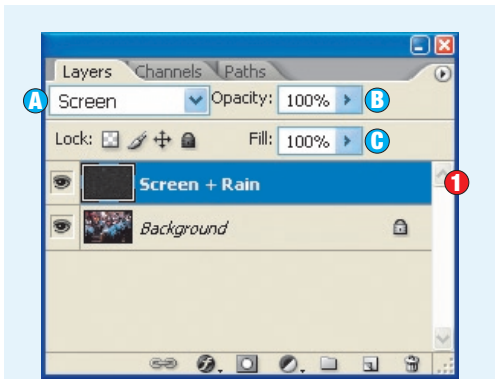 Layers Channels Paths
A Screen Opacity: 100% B
Lock: Fill: 100% C
Screen + Rain 1
Background